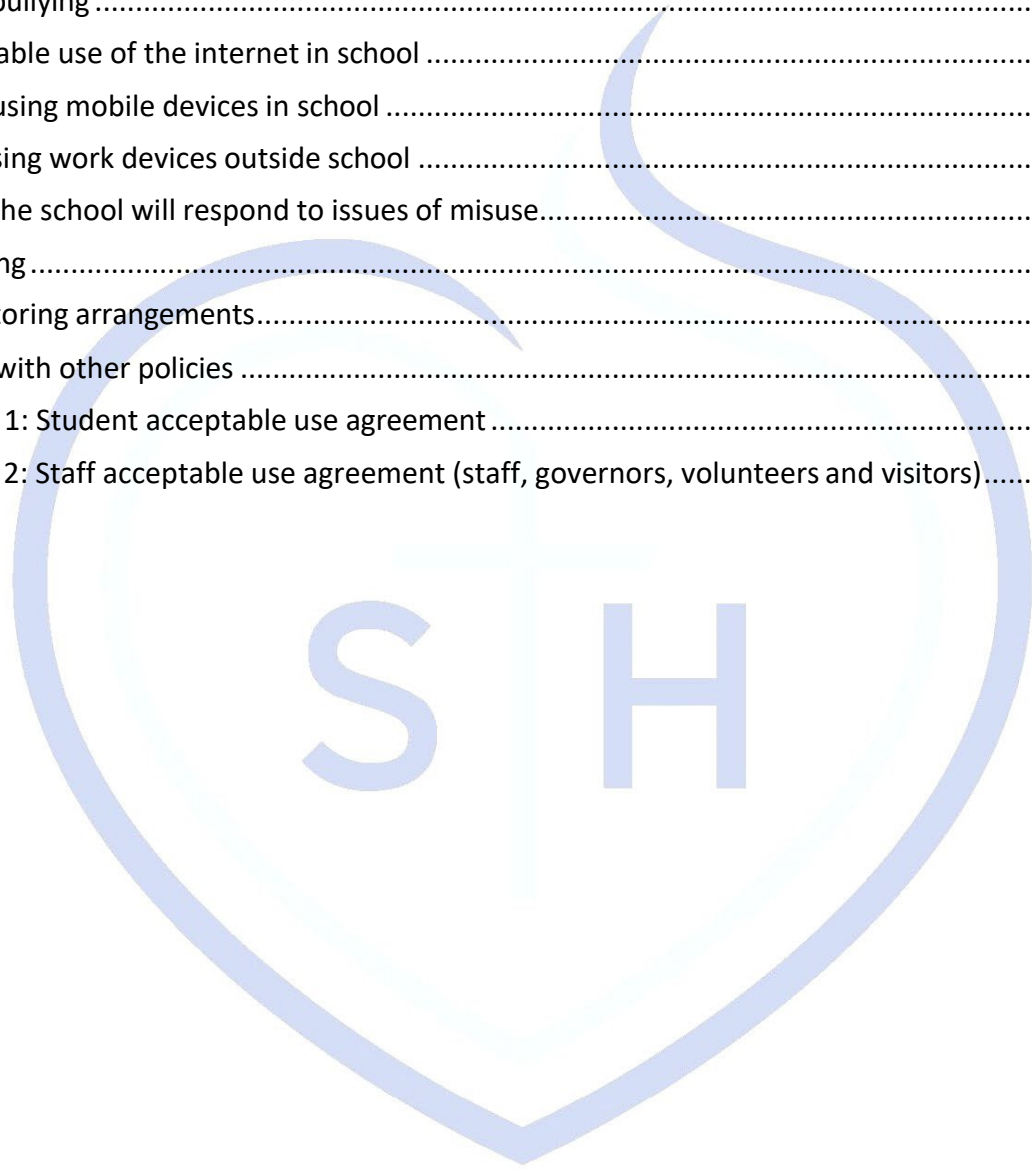 bullying ..........................................................................................................
able use of the internet in school ..........................................................................................
using mobile devices in school ..........................................................................................
sing work devices outside school ..........................................................................................
he school will respond to issues of misuse..........................................................................
ng ..........................................................................................................
oring arrangements..........................................................................................
with other policies ..........................................................................................
1: Student acceptable use agreement ..........................................................................
2: Staff acceptable use agreement (staff, governors, volunteers and visitors)......
S H